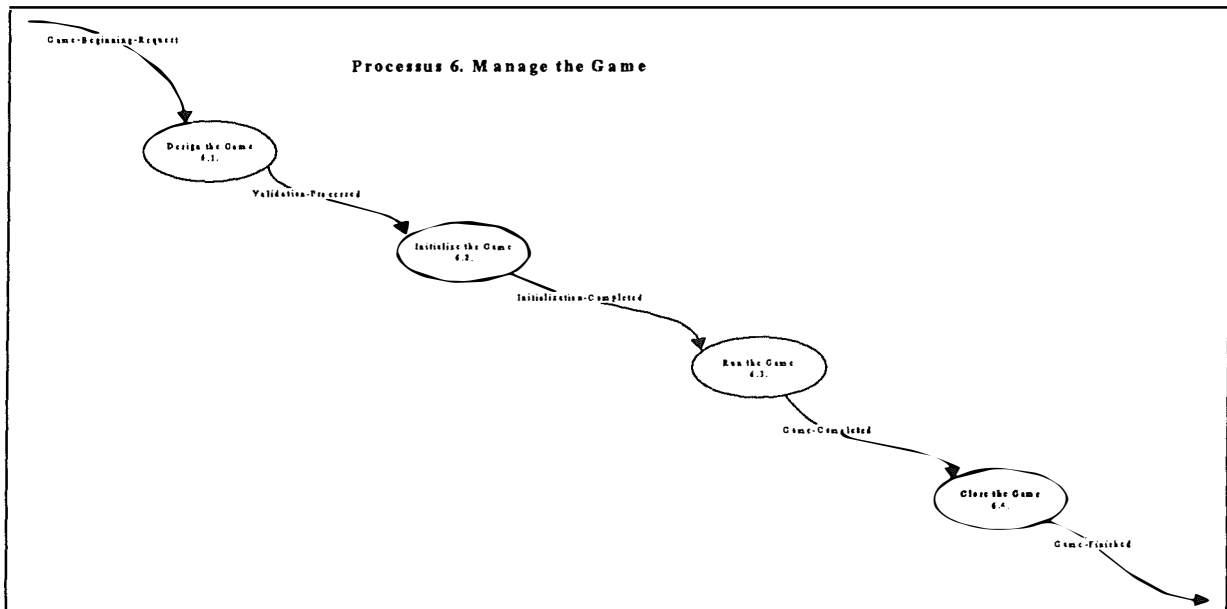 Game-Beginning-Request
Processus 6. Manage the Game
Design the Game
6.1.
Validation-Processed
Initialize the Game
6.2.
Initialization-Completed
Run the Game
6.3.
Game-Completed
Close the Game
6.4.
Game-Finished